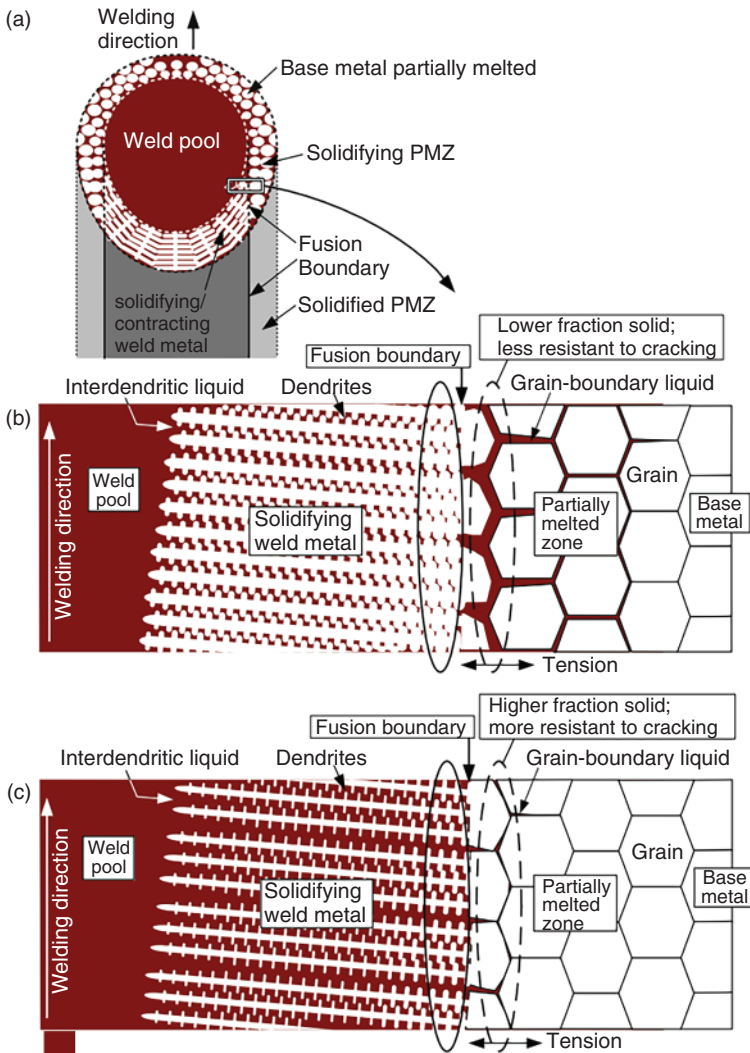 (a)
Welding
direction
Base metal partially melted
Weld pool
Solidifying PMZ
Fusion
Boundary
solidifying/
contracting
weld metal
Solidified PMZ
Lower fraction solid;
less resistant to cracking
Fusion boundary
Interdendritic liquid
Dendrites
Grain-boundary liquid
(b)
Welding direction
Weld
pool
Solidifying
weld metal
Partially
melted
zone
Grain
Base
metal
Tension
Higher fraction solid;
more resistant to cracking
Fusion boundary
Interdendritic liquid
Dendrites
Grain-boundary liquid
(c)
Welding direction
Weld
pool
Solidifying
weld metal
Partially
melted
zone
Grain
Base
metal
Tension